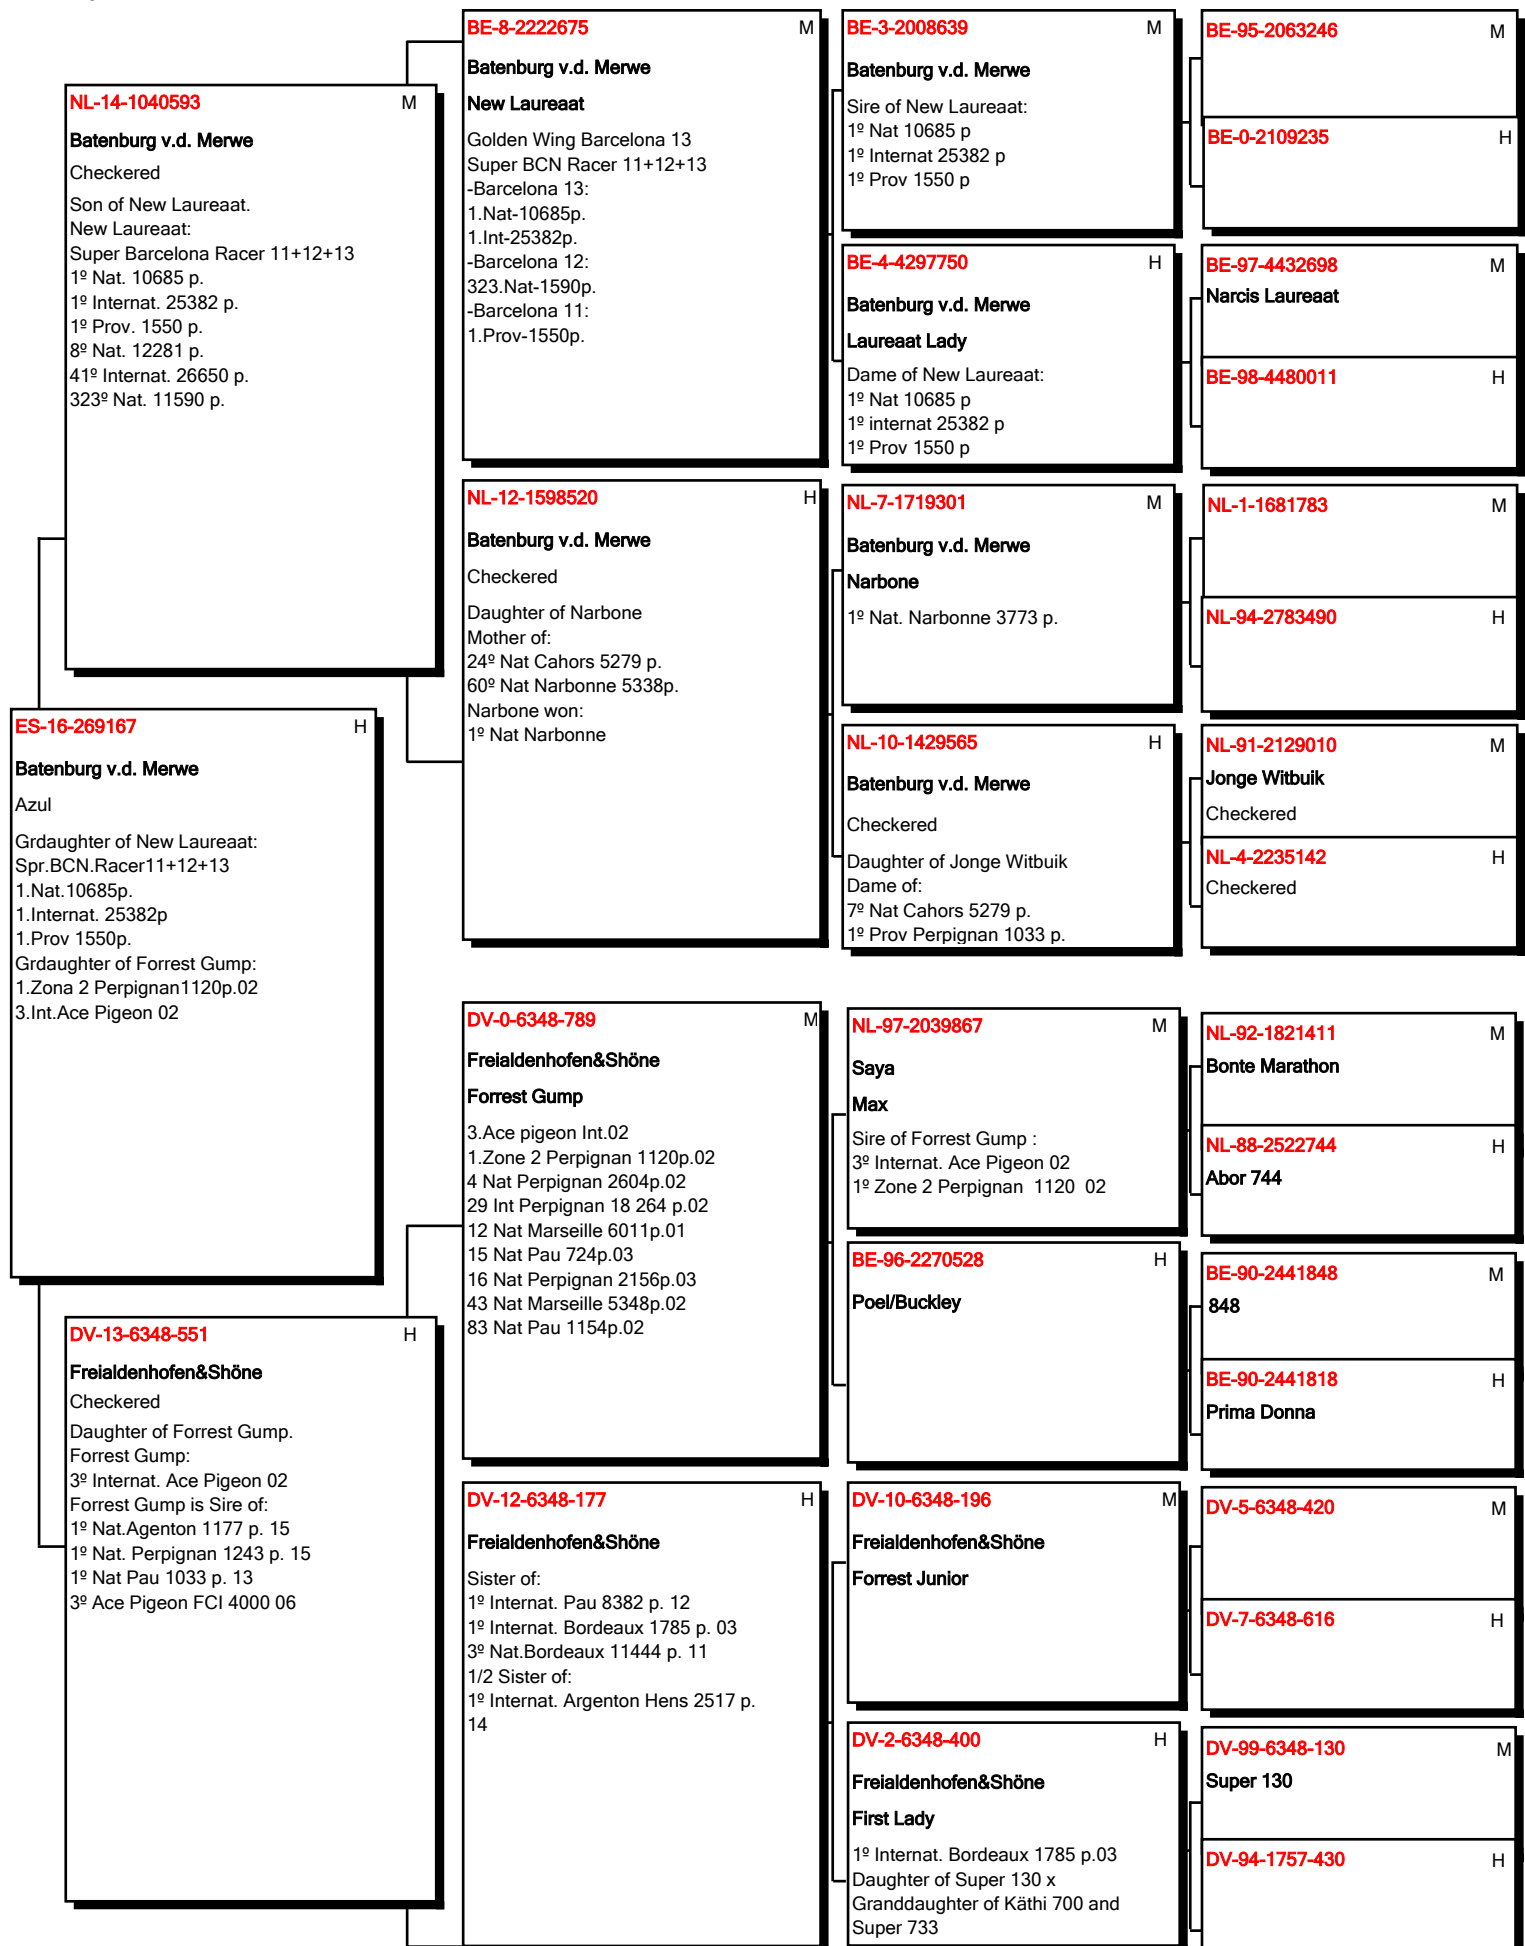 ES-16-269167 H
Batenburg v.d. Merwe
Azul
Grdaughter of New Laureaat:
Spr.BCN.Racer11+12+13
1.Nat.10685p.
1.Internat. 25382p
1.Prov 1550p.
Grdaughter of Forrest Gump:
1.Zona 2 Perpignan1120p.02
3.Int.Ace Pigeon 02
NL-14-1040593 M
Batenburg v.d. Merwe
Checkered
Son of New Laureaat.
New Laureaat:
Super Barcelona Racer 11+12+13
1º Nat. 10685 p.
1º Internat. 25382 p.
1º Prov. 1550 p.
8º Nat. 12281 p.
41º Internat. 26650 p.
323º Nat. 11590 p.
DV-13-6348-551 H
Freialdenhofen&Shöne
Checkered
Daughter of Forrest Gump.
Forrest Gump:
3º Internat. Ace Pigeon 02
Forrest Gump is Sire of:
1º Nat.Agenton 1177 p. 15
1º Nat. Perpignan 1243 p. 15
1º Nat Pau 1033 p. 13
3º Ace Pigeon FCI 4000 06
BE-8-2222675 M
Batenburg v.d. Merwe
New Laureaat
Golden Wing Barcelona 13
Super BCN Racer 11+12+13
-Barcelona 13:
1.Nat-10685p.
1.Int-25382p.
-Barcelona 12:
323.Nat-1590p.
-Barcelona 11:
1.Prov-1550p.
NL-12-1598520 H
Batenburg v.d. Merwe
Checkered
Daughter of Narbone
Mother of:
24º Nat Cahors 5279 p.
60º Nat Narbonne 5338p.
Narbone won:
1º Nat Narbonne
DV-0-6348-789 M
Freialdenhofen&Shöne
Forrest Gump
3.Ace pigeon Int.02
1.Zone 2 Perpignan 1120p.02
4 Nat Perpignan 2604p.02
29 Int Perpignan 18 264 p.02
12 Nat Marseille 6011p.01
15 Nat Pau 724p.03
16 Nat Perpignan 2156p.03
43 Nat Marseille 5348p.02
83 Nat Pau 1154p.02
DV-12-6348-177 H
Freialdenhofen&Shöne
Sister of:
1º Internat. Pau 8382 p. 12
1º Internat. Bordeaux 1785 p. 03
3º Nat.Bordeaux 11444 p. 11
1/2 Sister of:
1º Internat. Argenton Hens 2517 p.
14
BE-3-2008639 M
Batenburg v.d. Merwe
Sire of New Laureaat:
1º Nat 10685 p
1º Internat 25382 p
1º Prov 1550 p
BE-4-4297750 H
Batenburg v.d. Merwe
Laureaat Lady
Dame of New Laureaat:
1º Nat 10685 p
1º internat 25382 p
1º Prov 1550 p
NL-7-1719301 M
Batenburg v.d. Merwe
Narbone
1º Nat. Narbonne 3773 p.
NL-10-1429565 H
Batenburg v.d. Merwe
Checkered
Daughter of Jonge Witbuik
Dame of:
7º Nat Cahors 5279 p.
1º Prov Perpignan 1033 p.
NL-97-2039867 M
Saya
Max
Sire of Forrest Gump :
3º Internat. Ace Pigeon 02
1º Zone 2 Perpignan 1120 02
BE-96-2270528 H
Poel/Buckley
DV-10-6348-196 M
Freialdenhofen&Shöne
Forrest Junior
DV-2-6348-400 H
Freialdenhofen&Shöne
First Lady
1º Internat. Bordeaux 1785 p.03
Daughter of Super 130 x
Granddaughter of Käthi 700 and
Super 733
BE-95-2063246 M
BE-0-2109235 H
BE-97-4432698 M
Narcis Laureaat
BE-98-4480011 H
NL-1-1681783 M
NL-94-2783490 H
NL-91-2129010 M
Jonge Witbuik
Checkered
NL-4-2235142 H
Checkered
NL-92-1821411 M
Bonte Marathon
NL-88-2522744 H
Abor 744
BE-90-2441848 M
848
BE-90-2441818 H
Prima Donna
DV-5-6348-420 M
DV-7-6348-616 H
DV-99-6348-130 M
Super 130
DV-94-1757-430 H